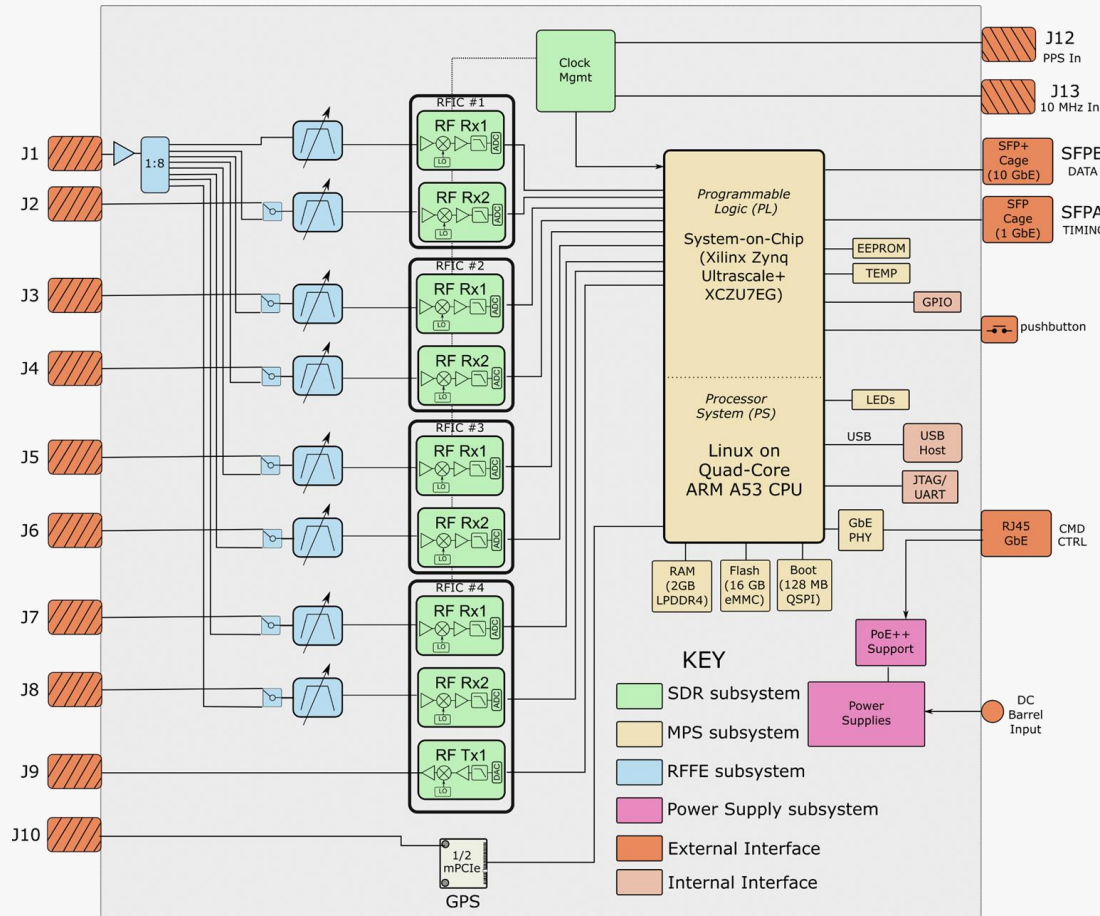 J12
PPS In
J13
10 MHz In
Clock
Mgmt
RFIC #1
RF Rx1
LO
ADC
RF Rx2
LO
ADC
J1
1:8
J2
SFP+
Cage
(10 GbE)
SFPB
DATA
SFP
Cage
(1 GbE)
SFPA
TIMING
Programmable
Logic (PL)
System-on-Chip
(Xilinx Zynq
Ultrascale+
XCZU7EG)
EEPROM
TEMP
GPIO
pushbutton
RFIC #2
RF Rx1
LO
ADC
RF Rx2
LO
ADC
J3
J4
Processor
System (PS)
Linux on
Quad-Core
ARM A53 CPU
LEDs
USB
USB
Host
JTAG/
UART
GbE
PHY
RJ45
GbE
CMD
CTRL
RFIC #3
RF Rx1
LO
ADC
RF Rx2
LO
ADC
J5
J6
RAM
(2GB
LPDDR4)
Flash
(16 GB
eMMC)
Boot
(128 MB
QSPI)
RFIC #4
RF Rx1
LO
ADC
RF Rx2
LO
ADC
RF Tx1
LO
DAC
J7
J8
J9
J10
1/2
mPCIe
GPS
PoE++
Support
Power
Supplies
DC
Barrel
Input
KEY
SDR subsystem
MPS subsystem
RFFE subsystem
Power Supply subsystem
External Interface
Internal Interface